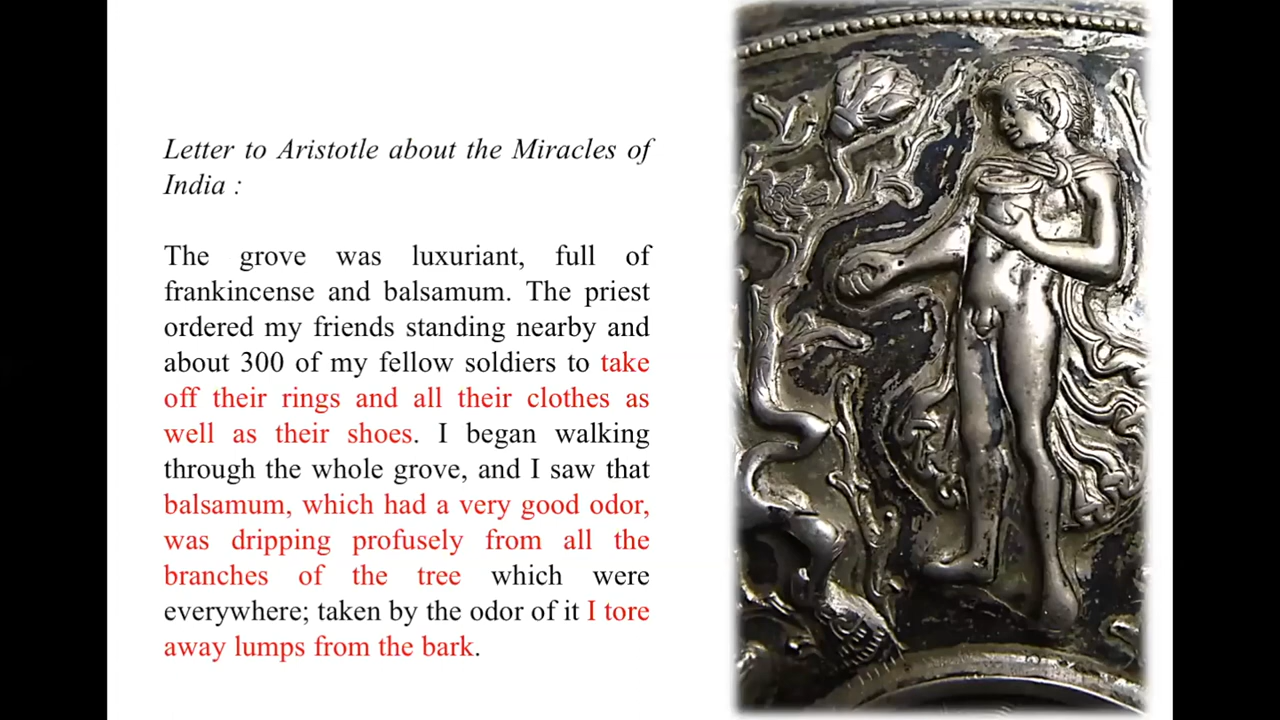 Letter to Aristotle about the Miracles of
India :
The grove was luxuriant, full of
frankincense and balsamum. The priest
ordered my friends standing nearby and
about 300 of my fellow soldiers to take
off their rings and all their clothes as
well as their shoes. I began walking
through the whole grove, and I saw that
balsamum, which had a very good odor,
was dripping profusely from all the
branches of the tree which were
everywhere; taken by the odor of it I tore
away lumps from the bark.